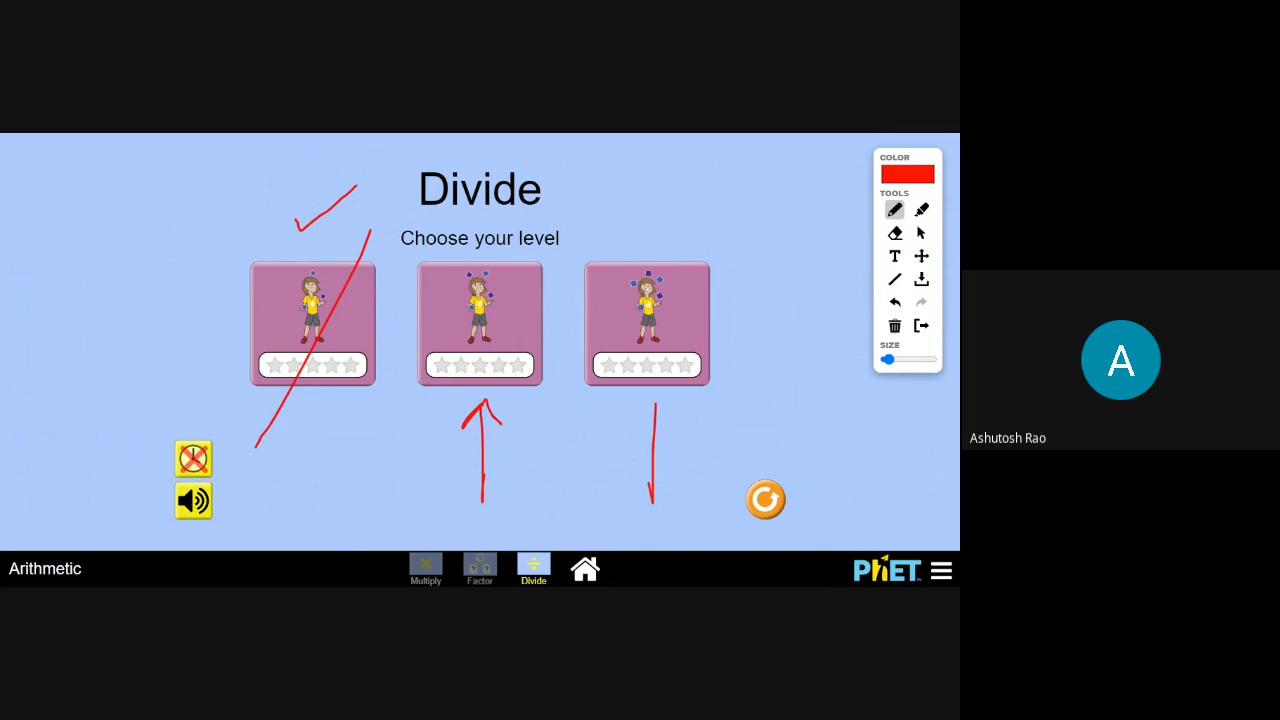 Divide
Choose your level
COLOR
TOOLS
T
SIZE
A
Ashutosh Rao
Arithmetic
Multiply
Factor
Divide
PhET